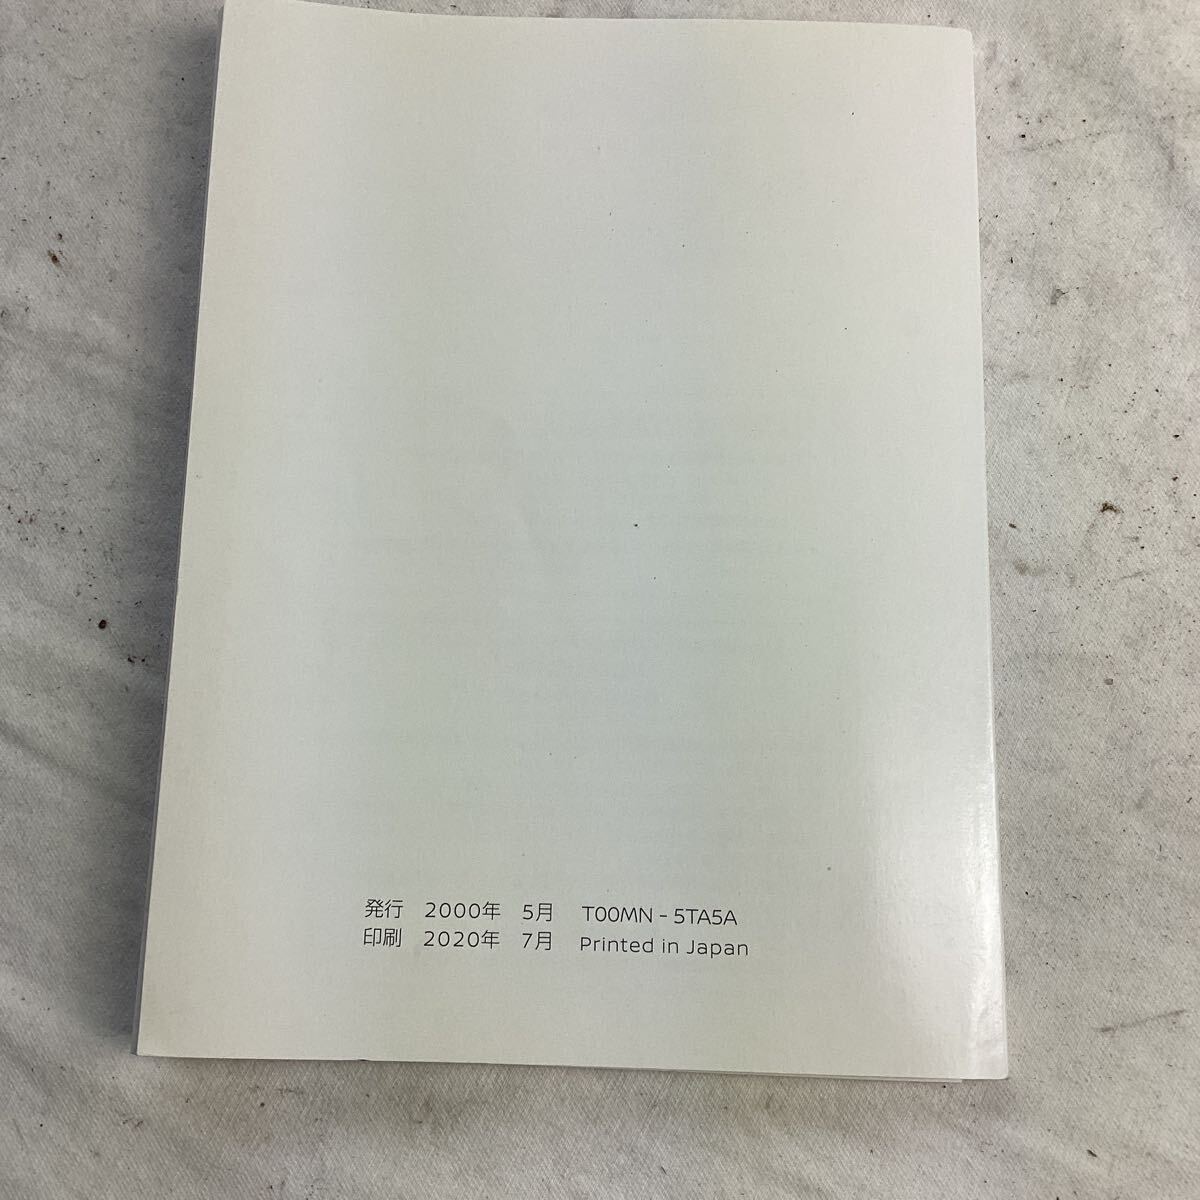 発行 2000年 5月 T00MN - 5TA5A
印刷 2020年 7月 Printed in Japan